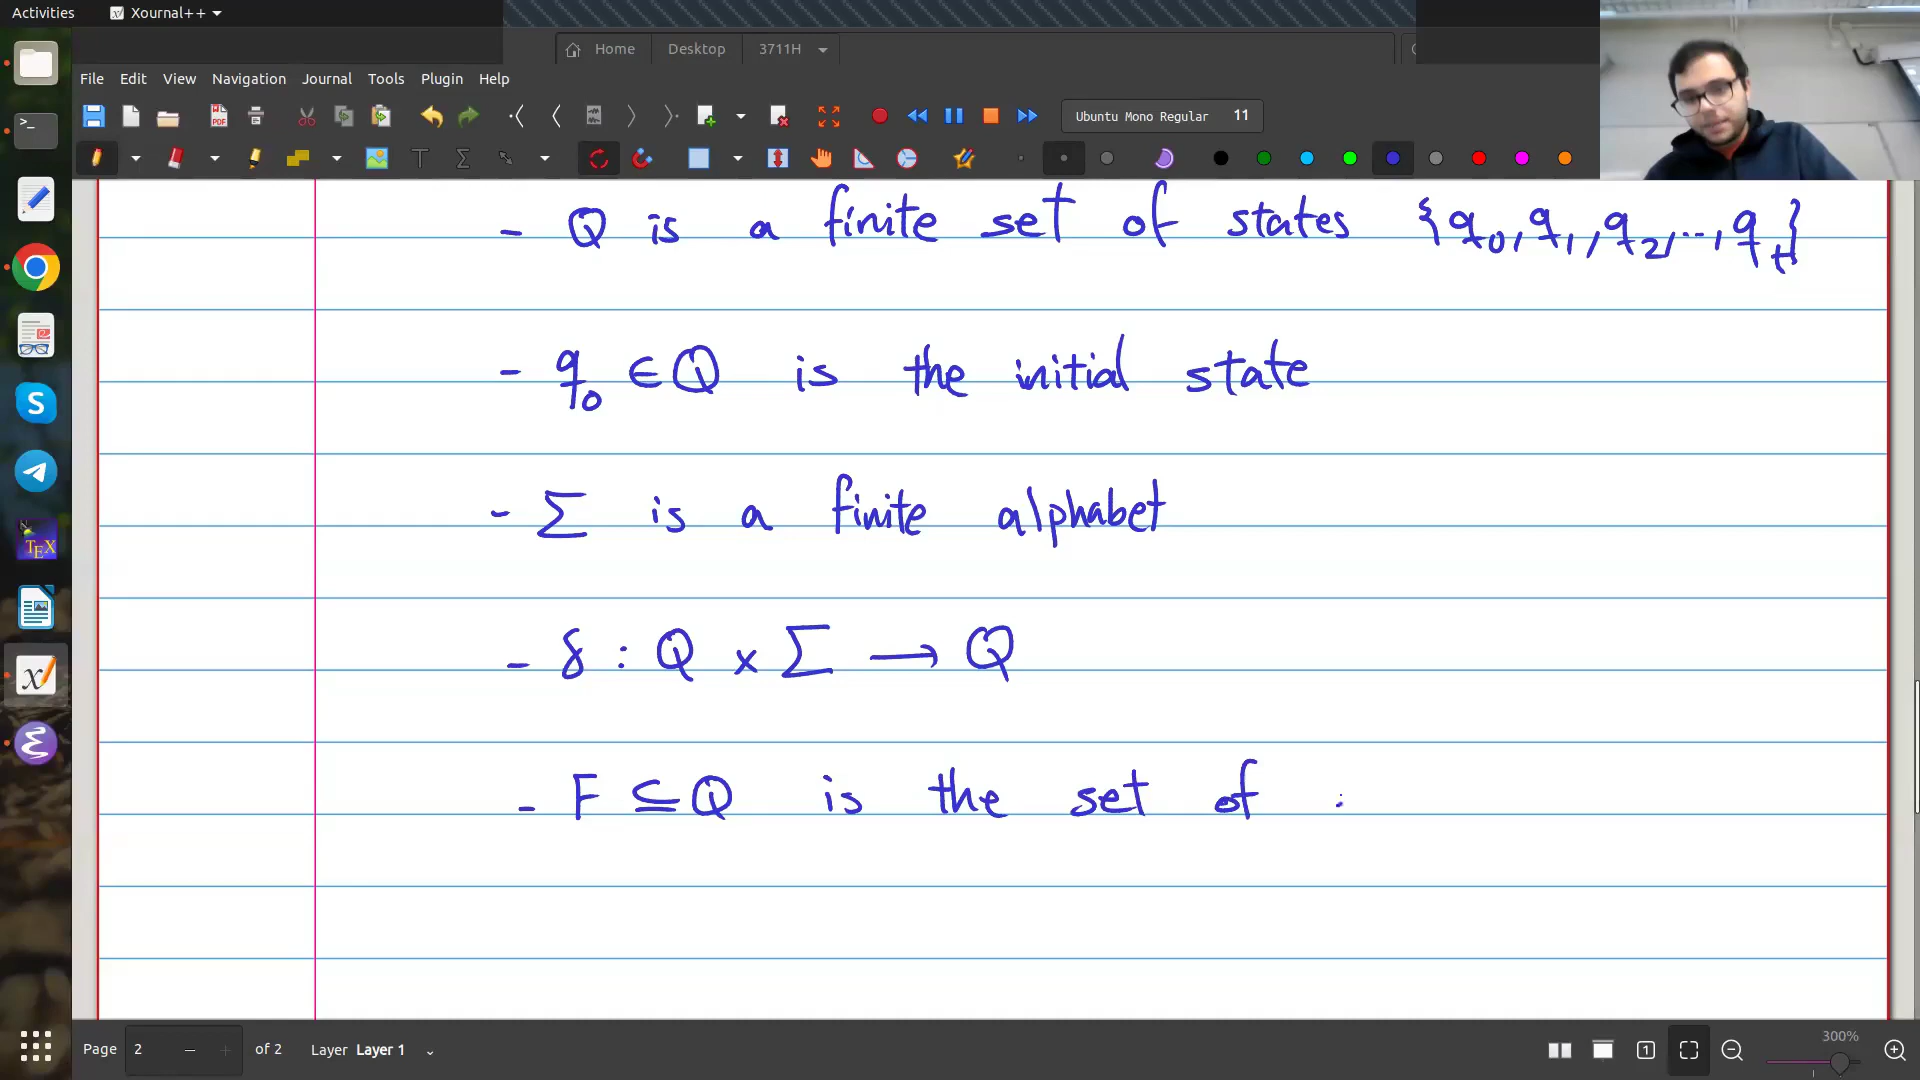 Activities Xournal++
Home Desktop 3711H
File Edit View Navigation Journal Tools Plugin Help
Ubuntu Mono Regular 11
- Q is a finite set of states {q₀, q₁, q₂, ..., qₜ}
- q₀ ∈ Q is the initial state
- Σ is a finite alphabet
- δ : Q × Σ → Q
- F ⊆ Q is the set of
Page 2 of 2 Layer Layer 1 300%